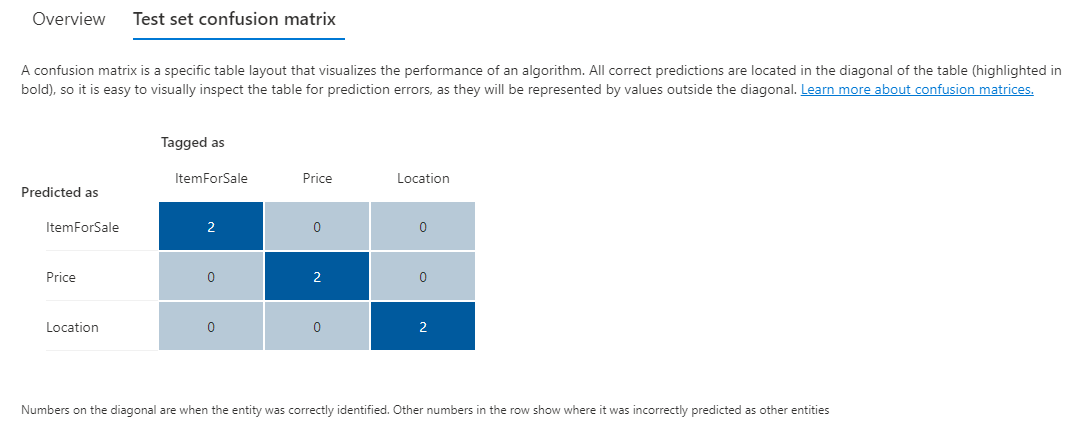 Overview Test set confusion matrix
A confusion matrix is a specific table layout that visualizes the performance of an algorithm. All correct predictions are located in the diagonal of the table (highlighted in
bold), so it is easy to visually inspect the table for prediction errors, as they will be represented by values outside the diagonal. Learn more about confusion matrices.
Tagged as
ItemForSale Price Location
Predicted as
ItemForSale 2 0 0
Price 0 2 0
Location 0 0 2
Numbers on the diagonal are when the entity was correctly identified. Other numbers in the row show where it was incorrectly predicted as other entities